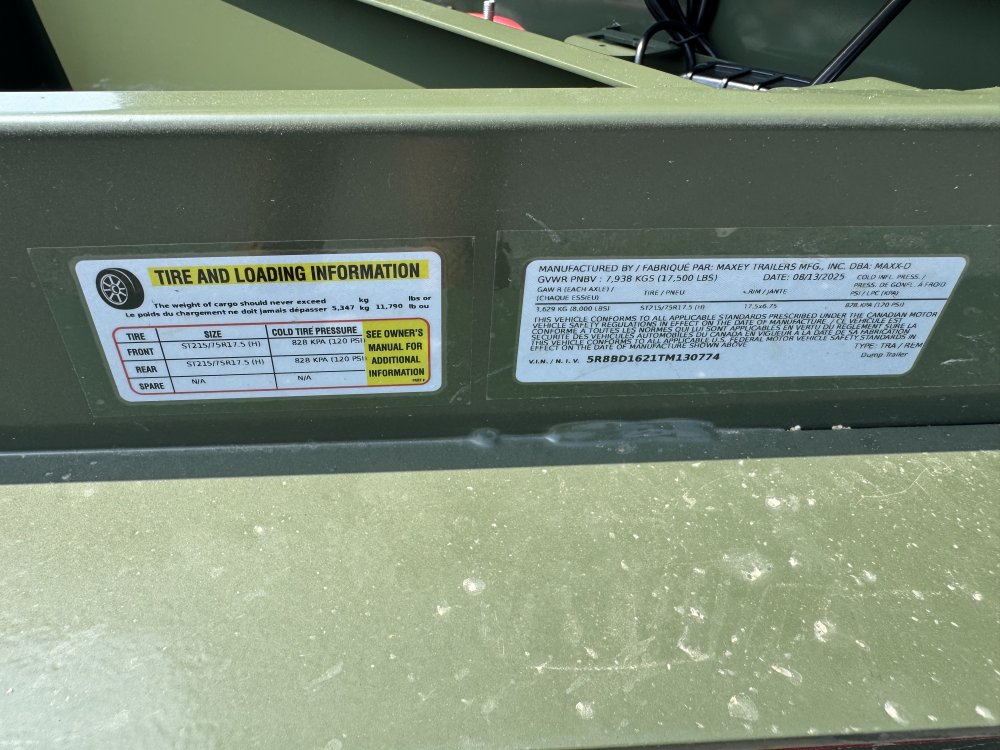 TIRE AND LOADING INFORMATION
The weight of cargo should never exceed kg lbs or
Le poids du chargement ne doit jamais dépasser 5,347 kg 11,790 lb ou
TIRE SIZE COLD TIRE PRESSURE
FRONT ST215/75R17.5 (H) 828 KPA (120 PSI)
REAR ST215/75R17.5 (H) 828 KPA (120 PSI)
SPARE N/A N/A
SEE OWNER'S
MANUAL FOR
ADDITIONAL
INFORMATION
MANUFACTURED BY / FABRIQUÉ PAR: MAXEY TRAILERS MFG., INC. DBA: MAXX-D
GVWR PNBV : 7,938 KGS (17,500 LBS) DATE: 08/13/2025
GAW R (EACH AXLE) / TIRE / PNEU RIM / JANTE COLD INFL. PRESS. /
(CHAQUE ESSIEU) PRESS. DE GONFL. À FROID
PSI / LPC (KPA)
3,629 KG (8,000 LBS) ST215/75R17.5 (H) 17.5x6.75 828 KPA (120 PSI)
THIS VEHICLE CONFORMS TO ALL APPLICABLE STANDARDS PRESCRIBED UNDER THE CANADIAN MOTOR
VEHICLE SAFETY REGULATIONS IN EFFECT ON THE DATE OF MANUFACTURE / CE VEHICULE EST
CONFORME A TOUTES LES NORMES QUI LUI SONT APPLICABLES EN VERTU DU REGLEMENT SURE LA
SECURITE DES VEHICULES AUTOMOBILES DU CANADA EN VIGUEUR A LA DATE DE SA FABRICATION
THIS VEHICLE CONFORMS TO ALL APPLICABLE U.S. FEDERAL MOTOR VEHICLE SAFETY STANDARDS IN
EFFECT ON THE DATE OF MANUFACTURE SHOWN ABOVE
TYPE: TRA / REM
V.I.N. / N. I. V. 5R8BD1621TM130774 Dump Trailer